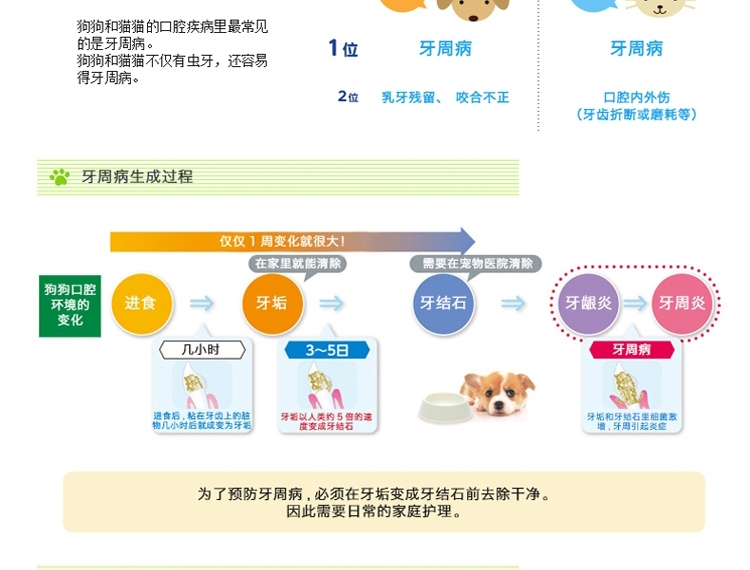 狗狗和猫猫的口腔疾病里最常见
的是牙周病。
狗狗和猫猫不仅有虫牙，还容易
得牙周病。
1位 牙周病 牙周病
2位 乳牙残留、咬合不正 口腔内外伤
（牙齿折断或磨耗等）
牙周病生成过程
仅仅1周变化就很大！
在家里就能清除 需要在宠物医院清除
狗狗口腔
环境的
变化
进食 牙垢 牙结石 牙龈炎 牙周炎
几小时
进食后，粘在牙齿上的脏
物几小时后就成变为牙垢
3～5日
牙垢以人类约5倍的速
度变成牙结石
牙周病
牙垢和牙结石里细菌激
增，牙周引起炎症
为了预防牙周病，必须在牙垢变成牙结石前去除干净。
因此需要日常的家庭护理。